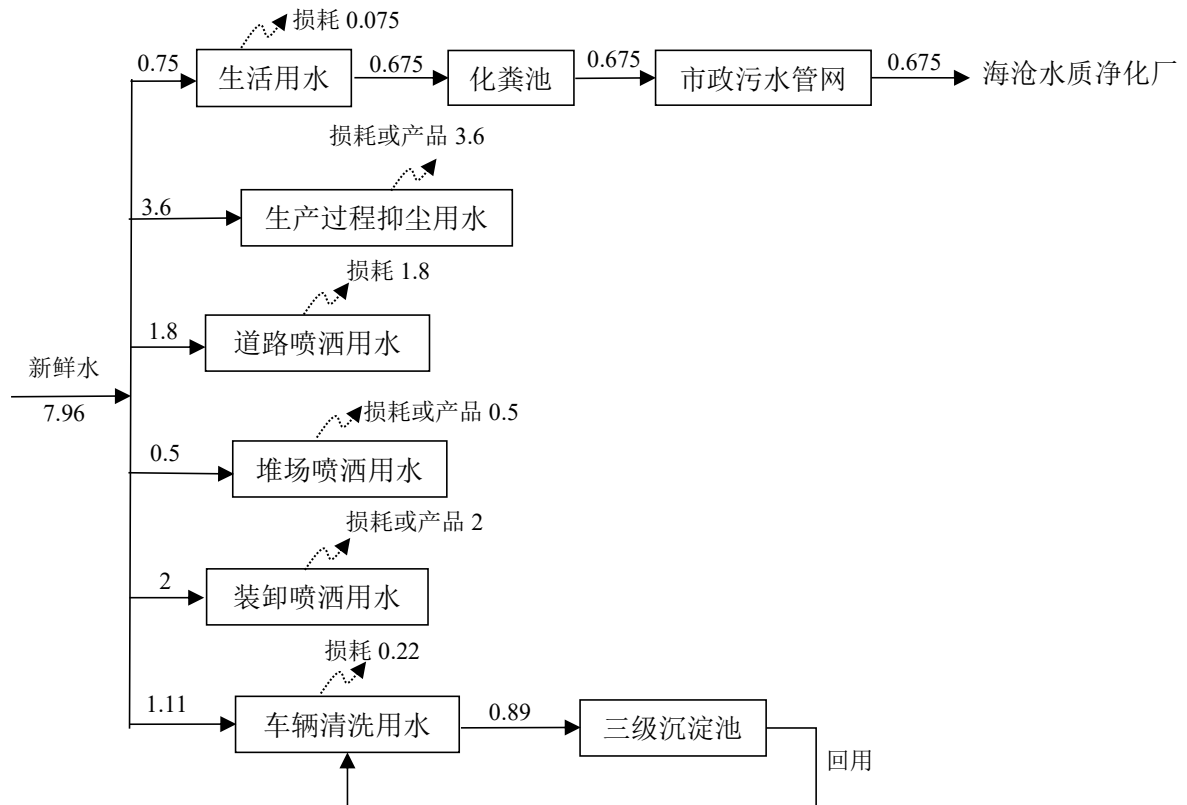 损耗 0.075
0.75
生活用水
0.675
化粪池
0.675
市政污水管网
0.675
海沧水质净化厂
损耗或产品 3.6
3.6
生产过程抑尘用水
损耗 1.8
1.8
道路喷洒用水
新鲜水
7.96
损耗或产品 0.5
0.5
堆场喷洒用水
损耗或产品 2
2
装卸喷洒用水
损耗 0.22
1.11
车辆清洗用水
0.89
三级沉淀池
回用